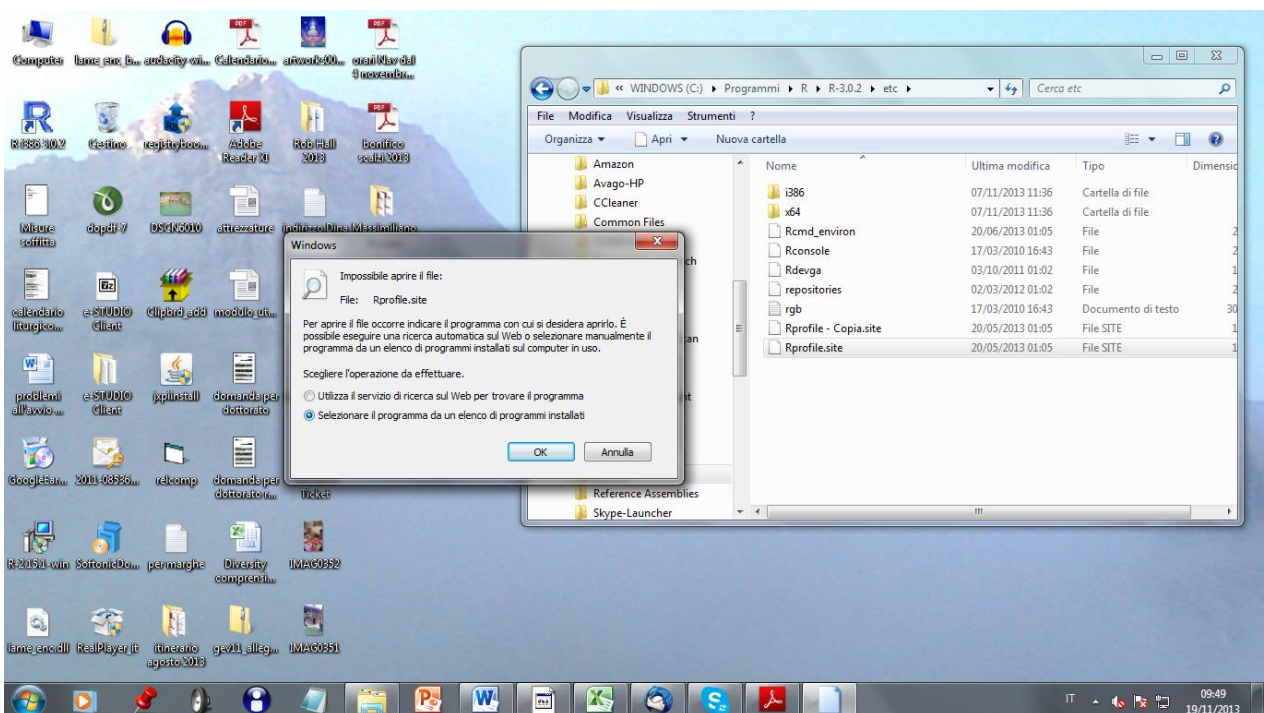 Computer lame_enc_b... audacity-wi... Calendario... artworks00... orari Nav dal
9 novembr...
R i386 3.0.2 Cestino registryboo... Adobe Rob Hall bonifico
Reader XI 2013 scalzi 2013
Misure dopdf-7 DSCN6010 attrezzature indirizzo Dina Massimiliano
soffitta
calendario e-STUDIO Clipbrd_add modulo_ut...
liturgico... Client
problemi e-STUDIO jxpiinstall domanda per
all'avvio ... Client dottorato
GoogleEar... 2011-08536... relcomp domanda per
dottorato r... Ticket
R-2.15.1-win SoftonicDo... per marghe Diversity IMAG0352
comprensi...
lame_enc.dll RealPlayer_it itinerario gev11_alleg... IMAG0351
agosto 2013
« WINDOWS (C:) Programmi R R-3.0.2 etc Cerca etc
File Modifica Visualizza Strumenti ?
Organizza Apri Nuova cartella
Amazon
Avago-HP
CCleaner
Common Files
ch
Reference Assemblies
Skype-Launcher
Nome Ultima modifica Tipo Dimensio
i386 07/11/2013 11:36 Cartella di file
x64 07/11/2013 11:36 Cartella di file
Rcmd_environ 20/06/2013 01:05 File 2
Rconsole 17/03/2010 16:43 File 2
Rdevga 03/10/2011 01:02 File 1
repositories 02/03/2012 01:02 File 2
rgb 17/03/2010 16:43 Documento di testo 30
Rprofile - Copia.site 20/05/2013 01:05 File SITE 1
Rprofile.site 20/05/2013 01:05 File SITE 1
Windows
Impossibile aprire il file:
File: Rprofile.site
Per aprire il file occorre indicare il programma con cui si desidera aprirlo. È
possibile eseguire una ricerca automatica sul Web o selezionare manualmente il
programma da un elenco di programmi installati sul computer in uso.
Scegliere l'operazione da effettuare.
Utilizza il servizio di ricerca sul Web per trovare il programma
Selezionare il programma da un elenco di programmi installati
OK Annulla
IT 09:49
19/11/2013